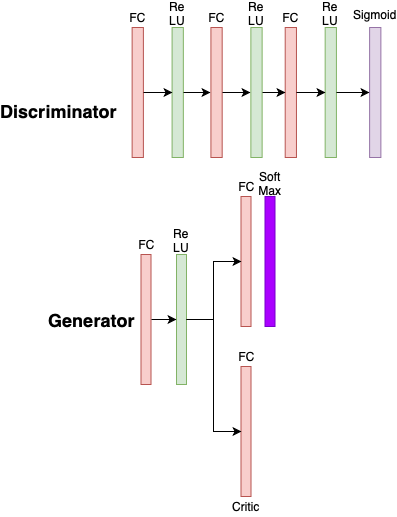 FC
Re
LU
FC
Re
LU
FC
Re
LU
Sigmoid
Discriminator
FC
Re
LU
FC
Soft
Max
Generator
FC
Critic